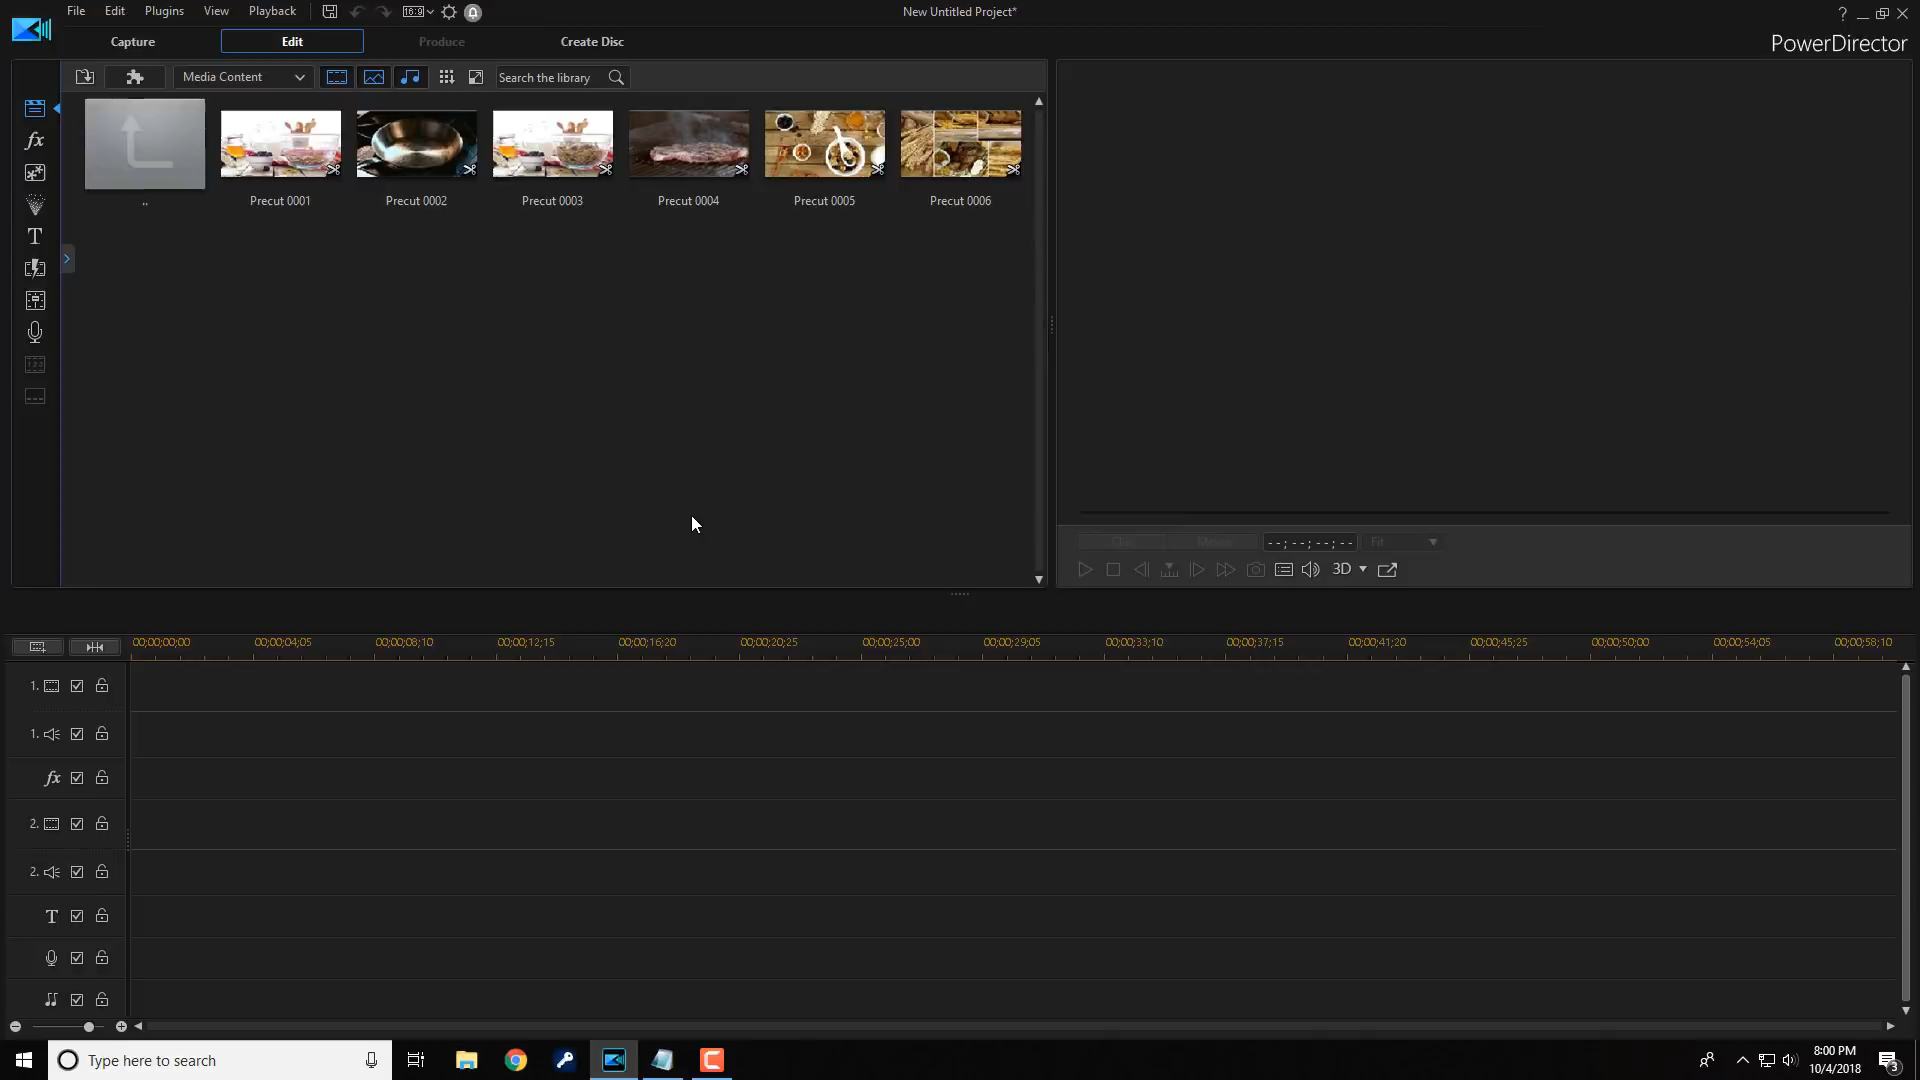 File Edit Plugins View Playback 16:9 New Untitled Project* ?
Capture Edit Produce Create Disc PowerDirector
Media Content Search the library
fx
T
.. Precut 0001 Precut 0002 Precut 0003 Precut 0004 Precut 0005 Precut 0006
--;--;--;-- Fit
3D
00;00;00;00 00;00;04;05 00;00;08;10 00;00;12;15 00;00;16;20 00;00;20;25 00;00;25;00 00;00;29;05 00;00;33;10 00;00;37;15 00;00;41;20 00;00;45;25 00;00;50;00 00;00;54;05 00;00;58;10
1.
1.
fx
2.
2.
T
Type here to search
8:00 PM
10/4/2018
3